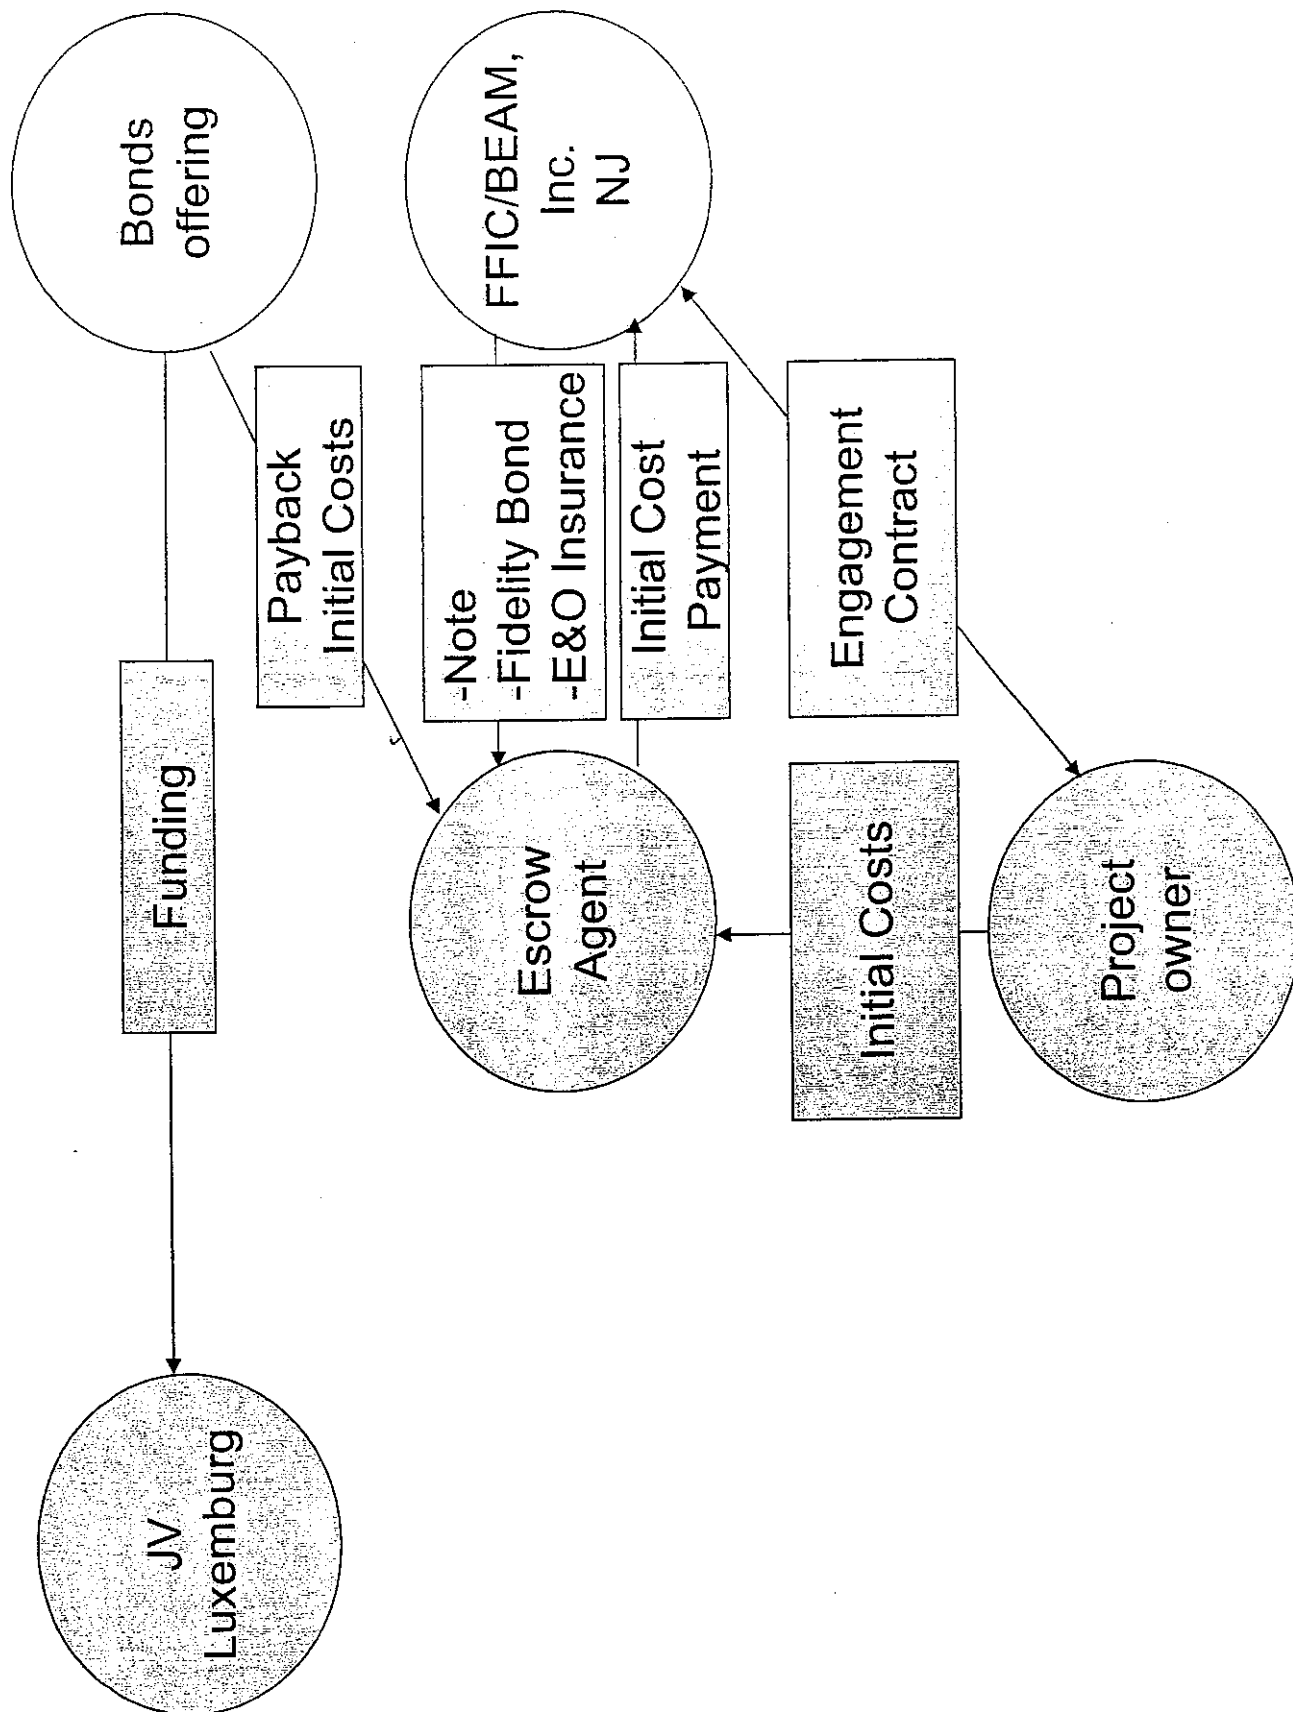 JV
Luxemburg
Funding
Bonds
offering
Payback
Initial Costs
Escrow
Agent
-Note
-Fidelity Bond
-E&O Insurance
FFIC/BEAM,
Inc.
NJ
Initial Cost
Payment
Initial Costs
Engagement
Contract
Project
owner